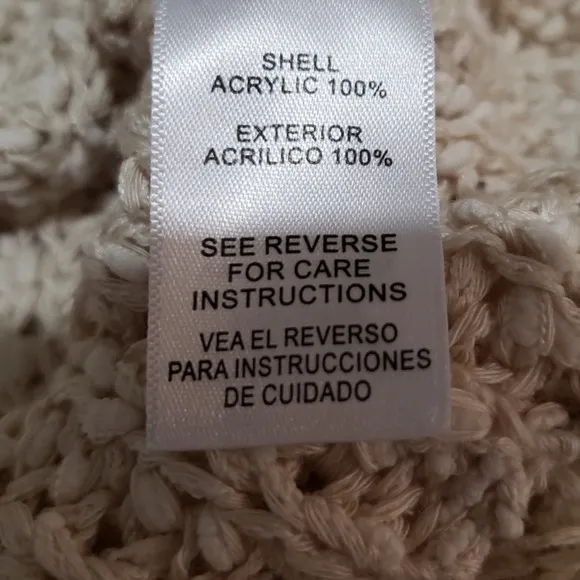 SHELL
ACRYLIC 100%
EXTERIOR
ACRILICO 100%
SEE REVERSE
FOR CARE
INSTRUCTIONS
VEA EL REVERSO
PARA INSTRUCCIONES
DE CUIDADO